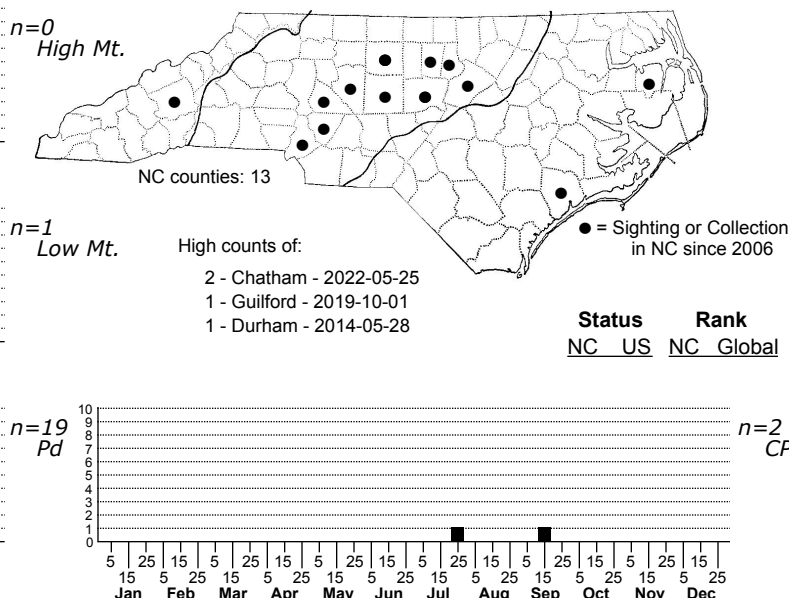 n=0
High Mt.
NC counties: 13
n=1
Low Mt.
High counts of:
2 - Chatham - 2022-05-25
1 - Guilford - 2019-10-01
1 - Durham - 2014-05-28
● = Sighting or Collection
in NC since 2006
Status Rank
NC US NC Global
n=19
Pd
n=2
CP
10
9
8
7
6
5
4
3
2
1
0
5 25 15 5 25 15 5 25 15 5 25 15 5 25 15 5 25 15
15 5 25 15 5 25 15 5 25 15 5 25 15 5 25 15 5 25
Jan Feb Mar Apr May Jun Jul Aug Sep Oct Nov Dec